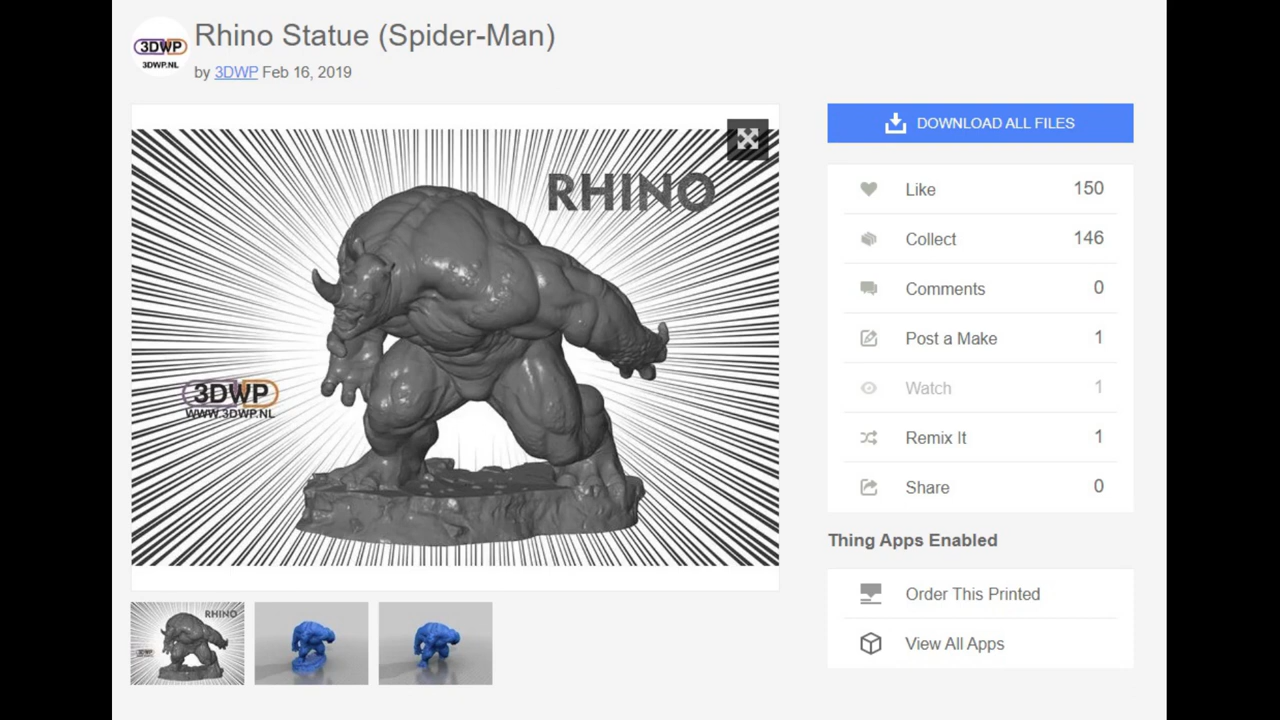 3DWP
3DWP.NL
Rhino Statue (Spider-Man)
by 3DWP Feb 16, 2019
RHINO
3DWP
WWW.3DWP.NL
RHINO
DOWNLOAD ALL FILES
Like 150
Collect 146
Comments 0
Post a Make 1
Watch 1
Remix It 1
Share 0
Thing Apps Enabled
Order This Printed
View All Apps